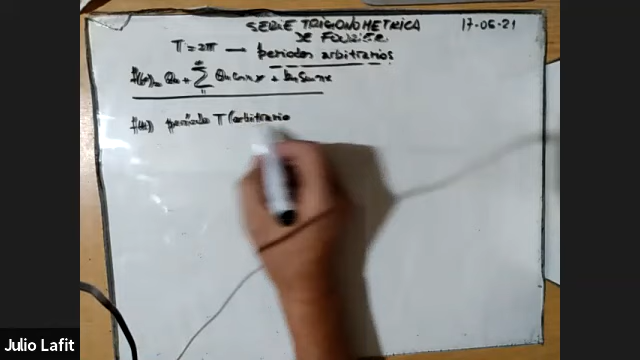 SERIE TRIGONOMETRICA
DE FOURIER
17-06-21
T = 2π — periodos arbitrarios
f(x) = a₀ + ∑ aₙ cos nx + bₙ sen nx
f(x) periodo T (arbitrario
Julio Lafit